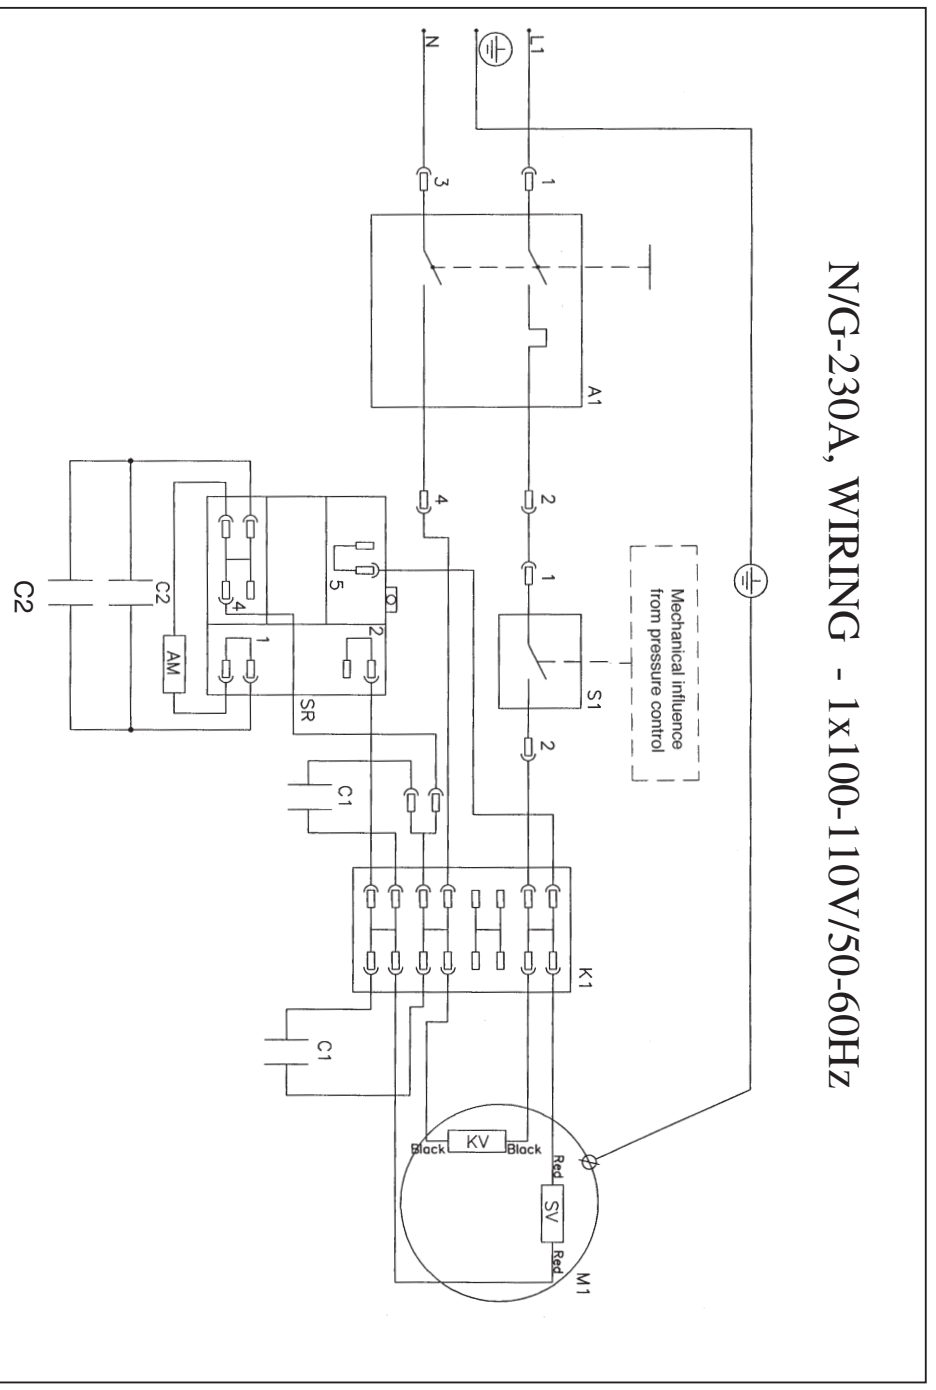 N/G-230A, WIRING - 1x100-110V/50-60Hz
L1
N
1
3
A1
2
4
1
Mechanical influence
from pressure control
S1
2
5
2
4
1
SR
C2
C2
AM
C1
K1
C1
KV
Black
Black
Red
SV
Red
M1